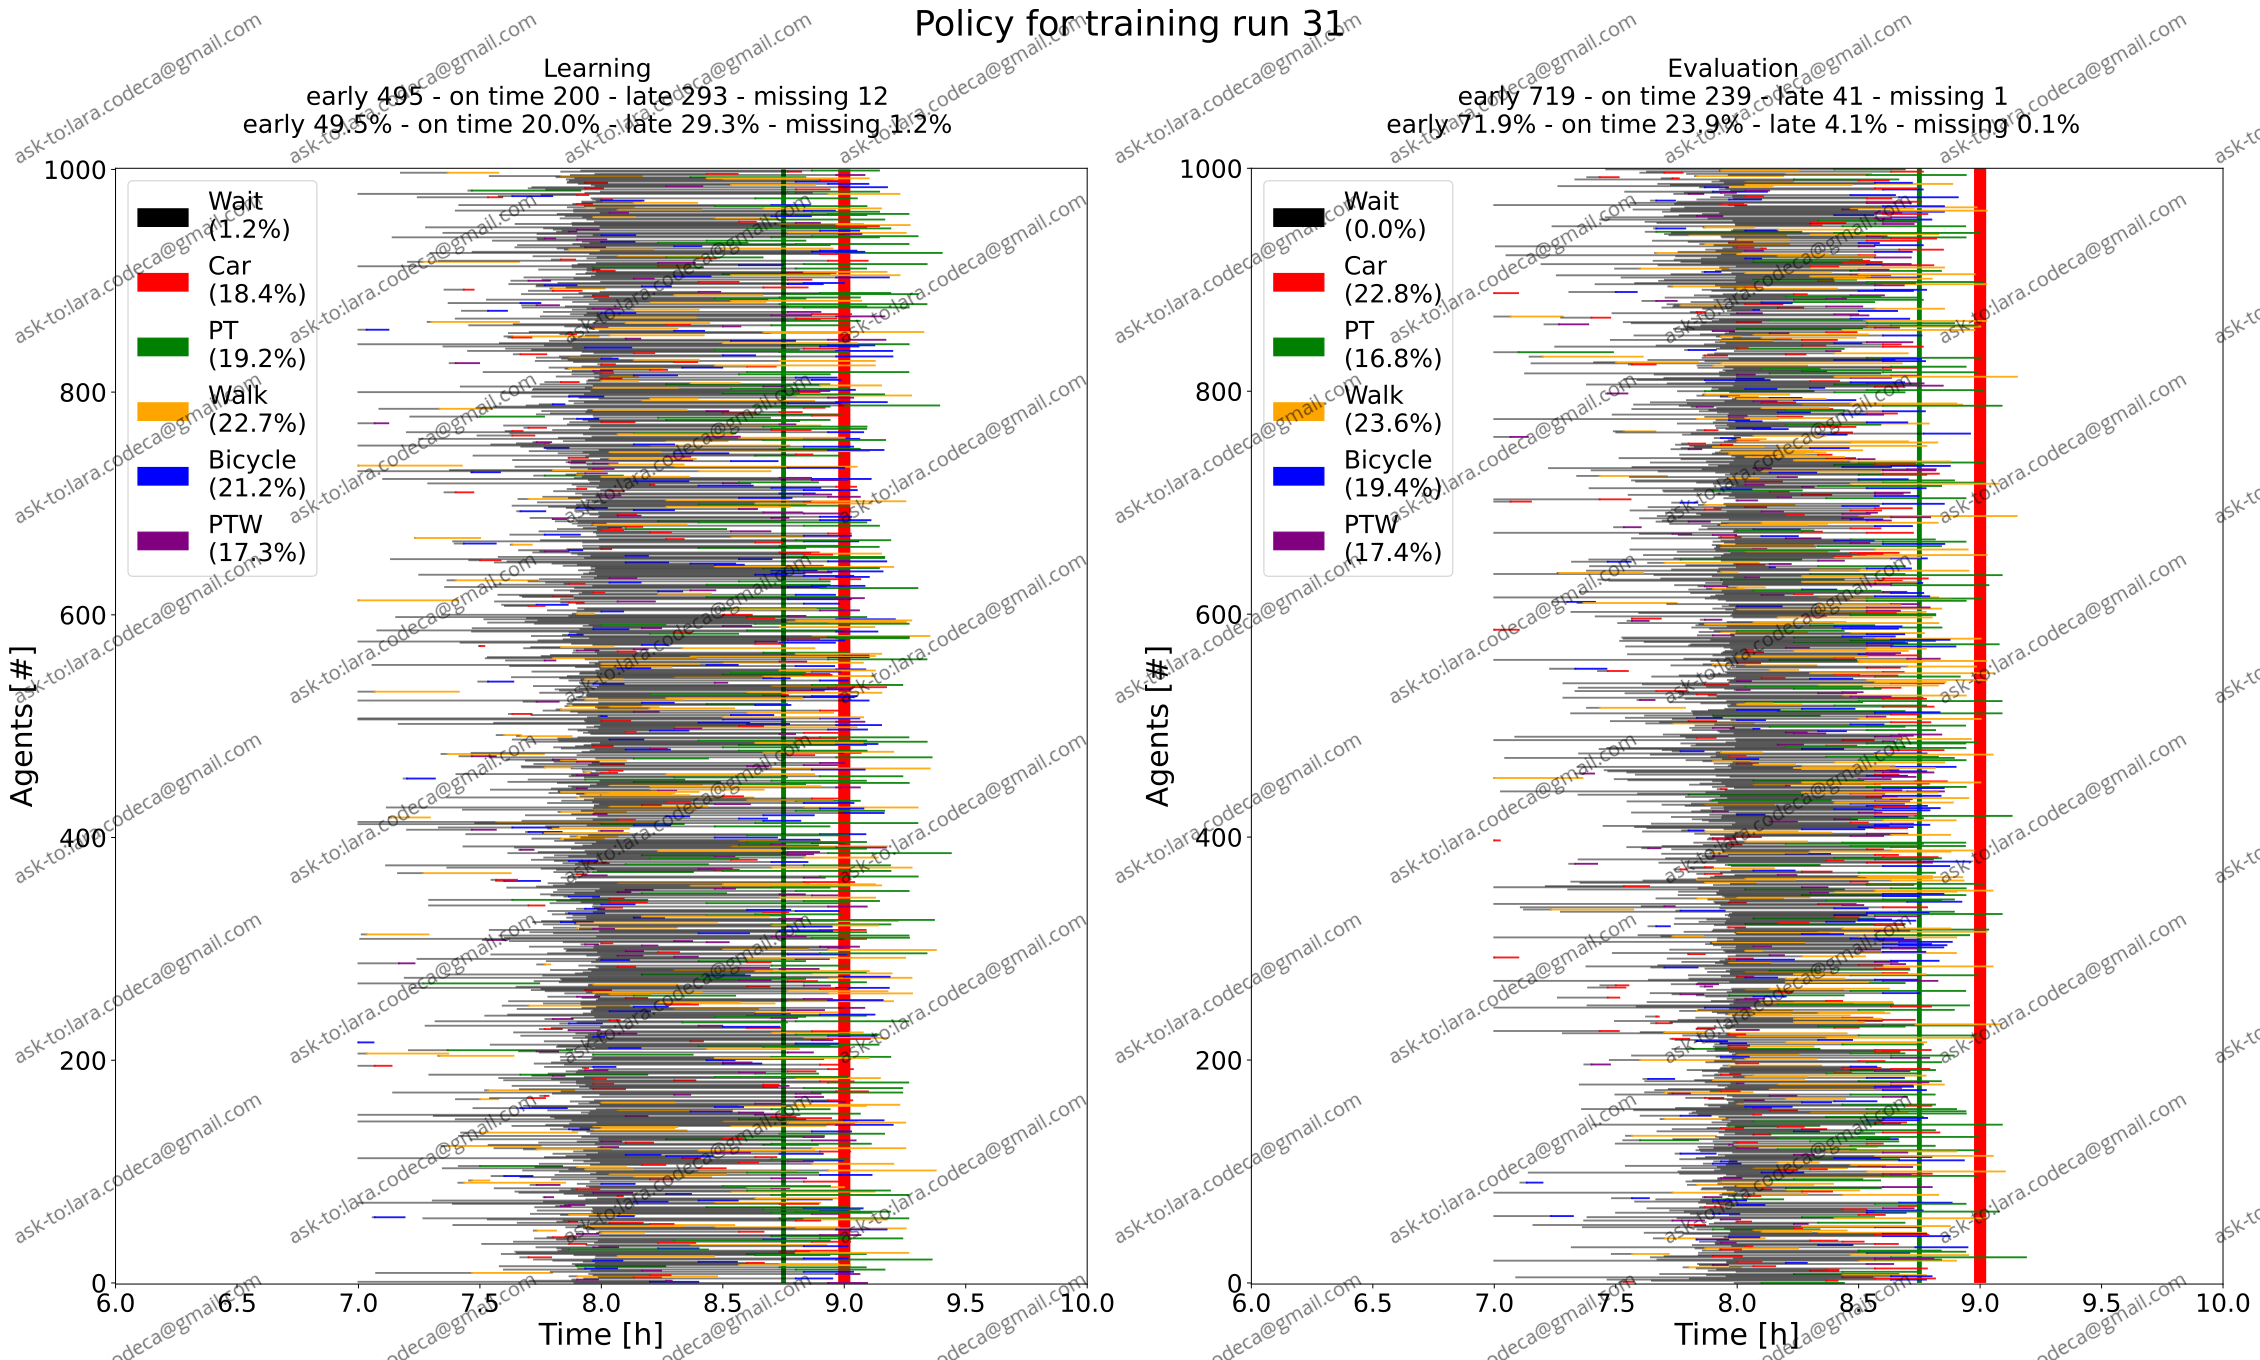 Policy for training run 31
Learning
early 495 - on time 200 - late 293 - missing 12
early 49.5% - on time 20.0% - late 29.3% - missing 1.2%
1000
800
600
400
200
0
Agents [#]
Wait
(1.2%)
Car
(18.4%)
PT
(19.2%)
Walk
(22.7%)
Bicycle
(21.2%)
PTW
(17.3%)
6.0 6.5 7.0 7.5 8.0 8.5 9.0 9.5 10.0
Time [h]
Evaluation
early 719 - on time 239 - late 41 - missing 1
early 71.9% - on time 23.9% - late 4.1% - missing 0.1%
1000
800
600
400
200
0
Agents [#]
Wait
(0.0%)
Car
(22.8%)
PT
(16.8%)
Walk
(23.6%)
Bicycle
(19.4%)
PTW
(17.4%)
6.0 6.5 7.0 7.5 8.0 8.5 9.0 9.5 10.0
Time [h]
ask-to:lara.codeca@gmail.com